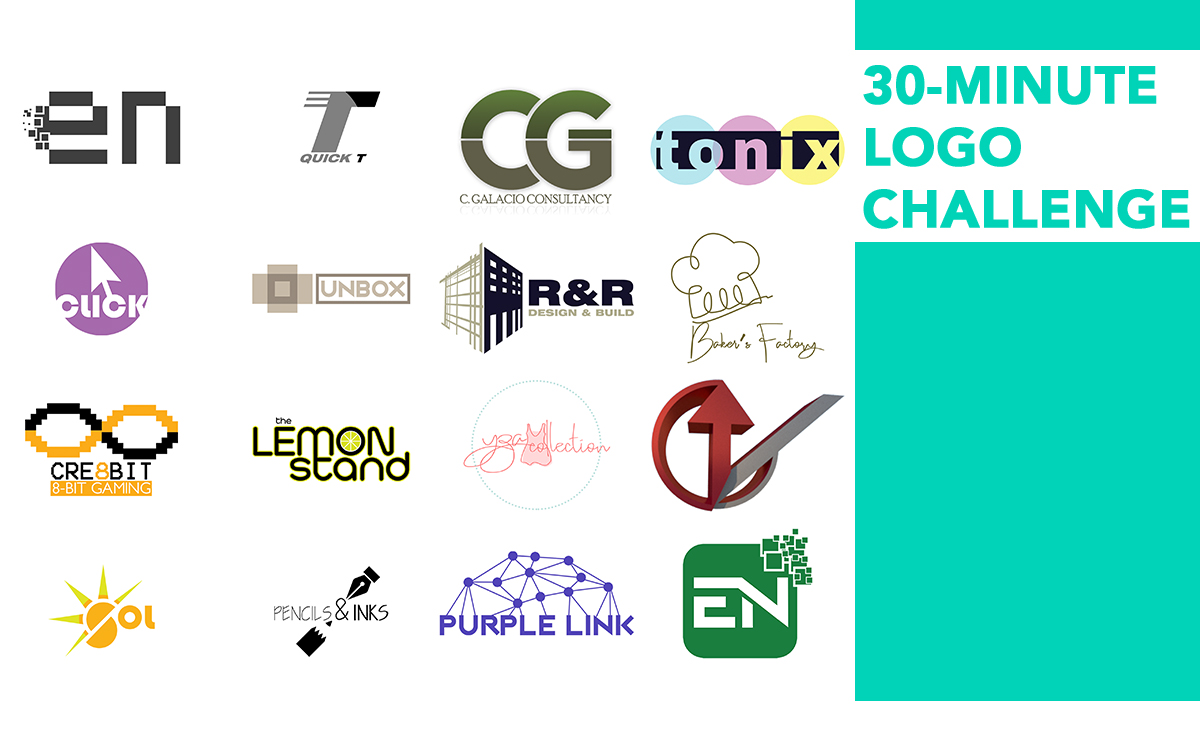 30-MINUTE
LOGO
CHALLENGE
en
T
QUICK T
CG
C. GALACIO CONSULTANCY
tonix
CLICK
UNBOX
R&R
DESIGN & BUILD
Baker's Factory
CRE8BIT
8-BIT GAMING
the
LEMON
stand
yza collection
SOL
PENCILS & INKS
PURPLE LINK
EN